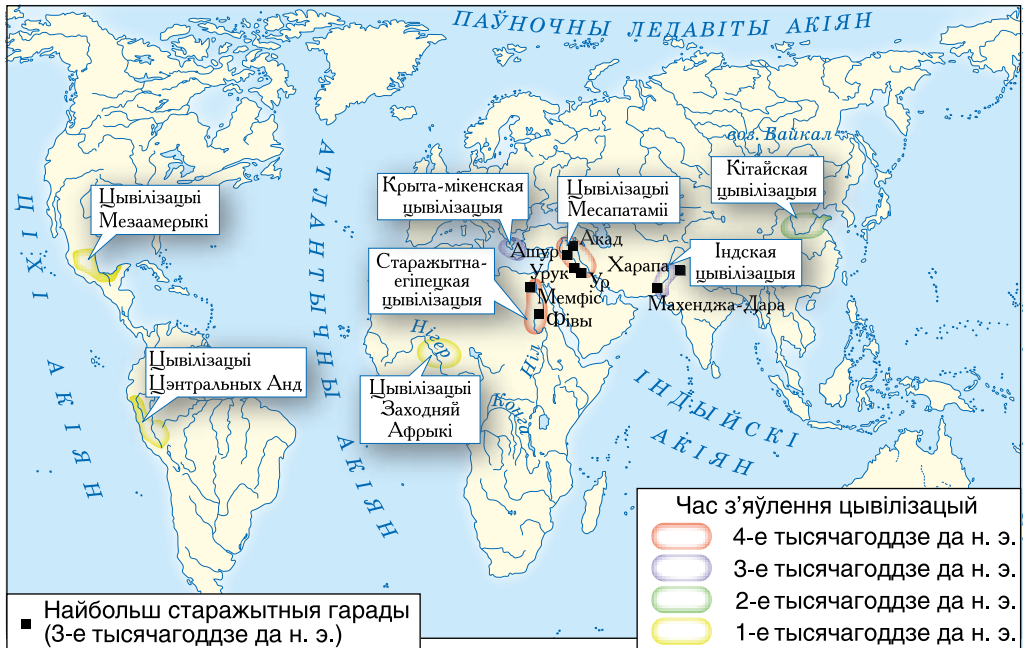 ПАЎНОЧНЫ ЛЕДАВІТЫ АКІЯН
воз. Байкал
Кітайская
цывілізацыя
Крыта-мікенская
цывілізацыя
Цывілізацыі
Месапатаміі
Цывілізацыі
Мезаамерыкі
ЦІХІ АКІЯН
АТЛАНТЫЧНЫ АКІЯН
Акад
Ашур
Урук
Ур
Харапа
Індская
цывілізацыя
Старажытна-
егіпецкая
цывілізацыя
Мемфіс
Махенджа-Дара
Фівы
Нігер
Ніл
Цывілізацыі
Цэнтральных Анд
Цывілізацыі
Заходняй
Афрыкі
Конга
ІНДЫЙСКІ
АКІЯН
Час з'яўлення цывілізацый
4-е тысячагоддзе да н. э.
3-е тысячагоддзе да н. э.
2-е тысячагоддзе да н. э.
1-е тысячагоддзе да н. э.
Найбольш старажытныя гарады
(3-е тысячагоддзе да н. э.)